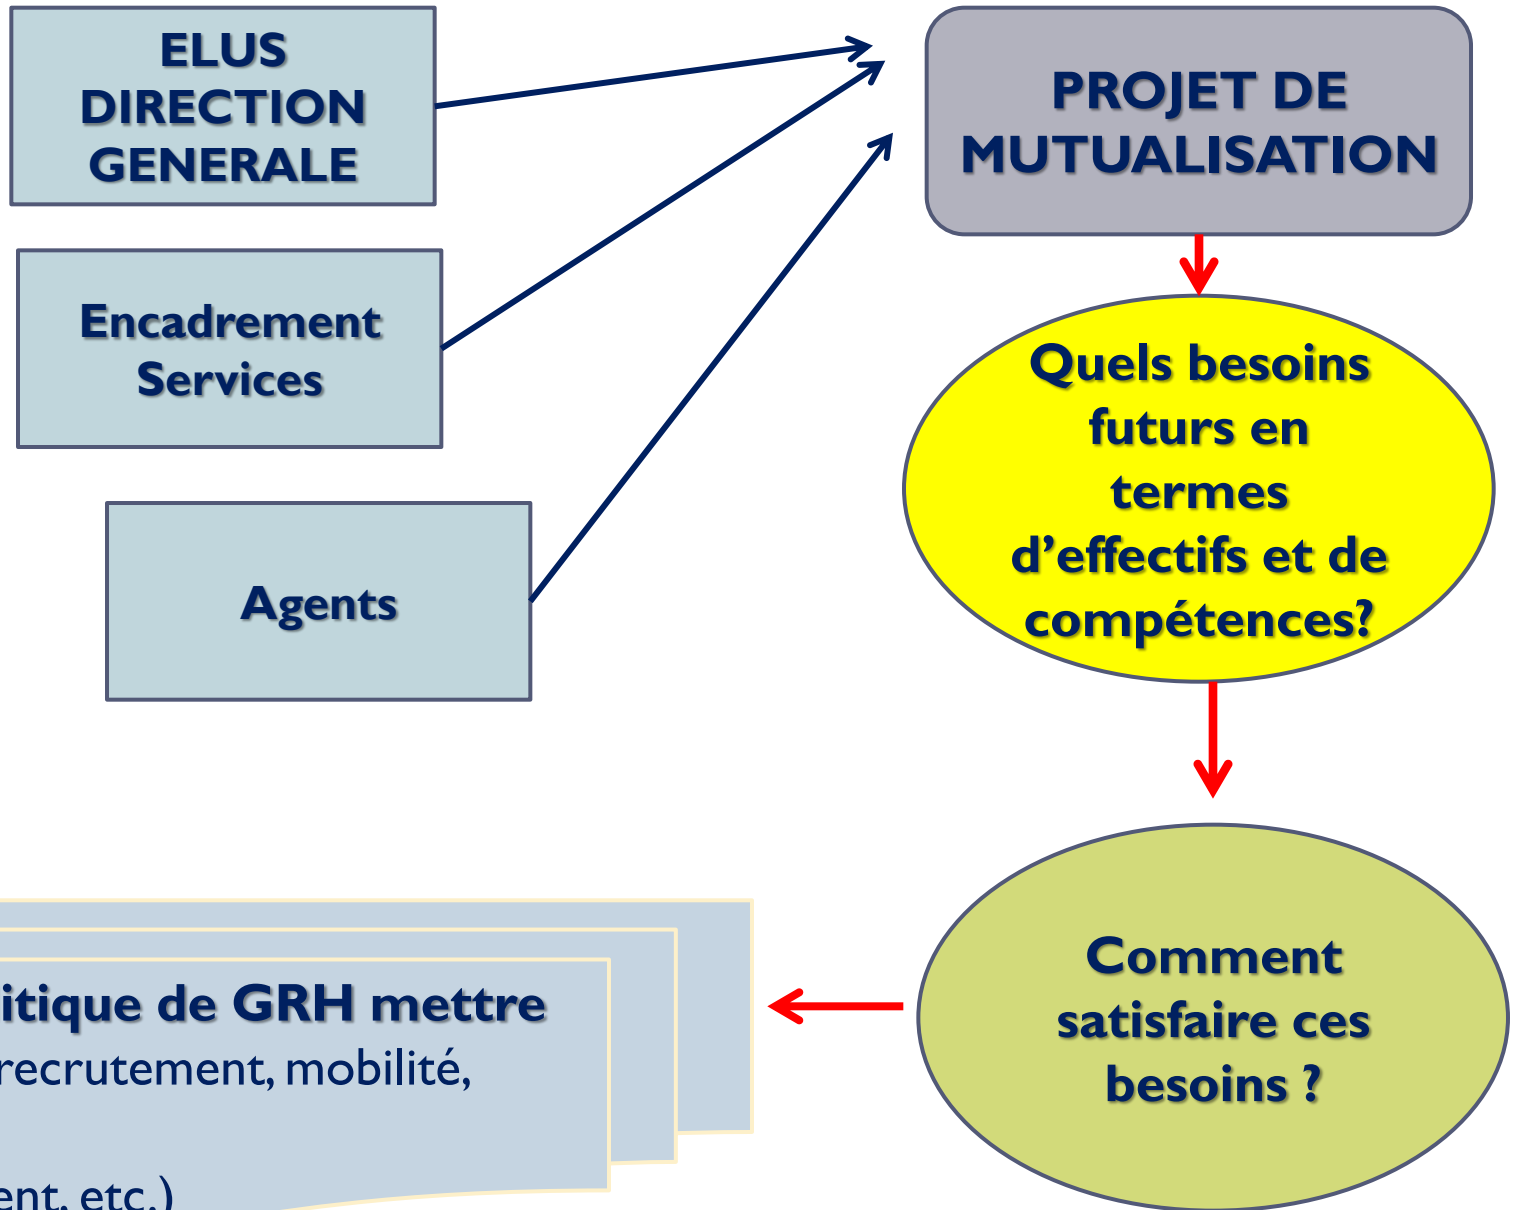 ELUS
DIRECTION
GENERALE
PROJET DE
MUTUALISATION
Encadrement
Services
Quels besoins
futurs en
termes
d’effectifs et de
compétences?
Agents
Comment
satisfaire ces
besoins ?
itique de GRH mettre
recrutement, mobilité,
ent, etc.)